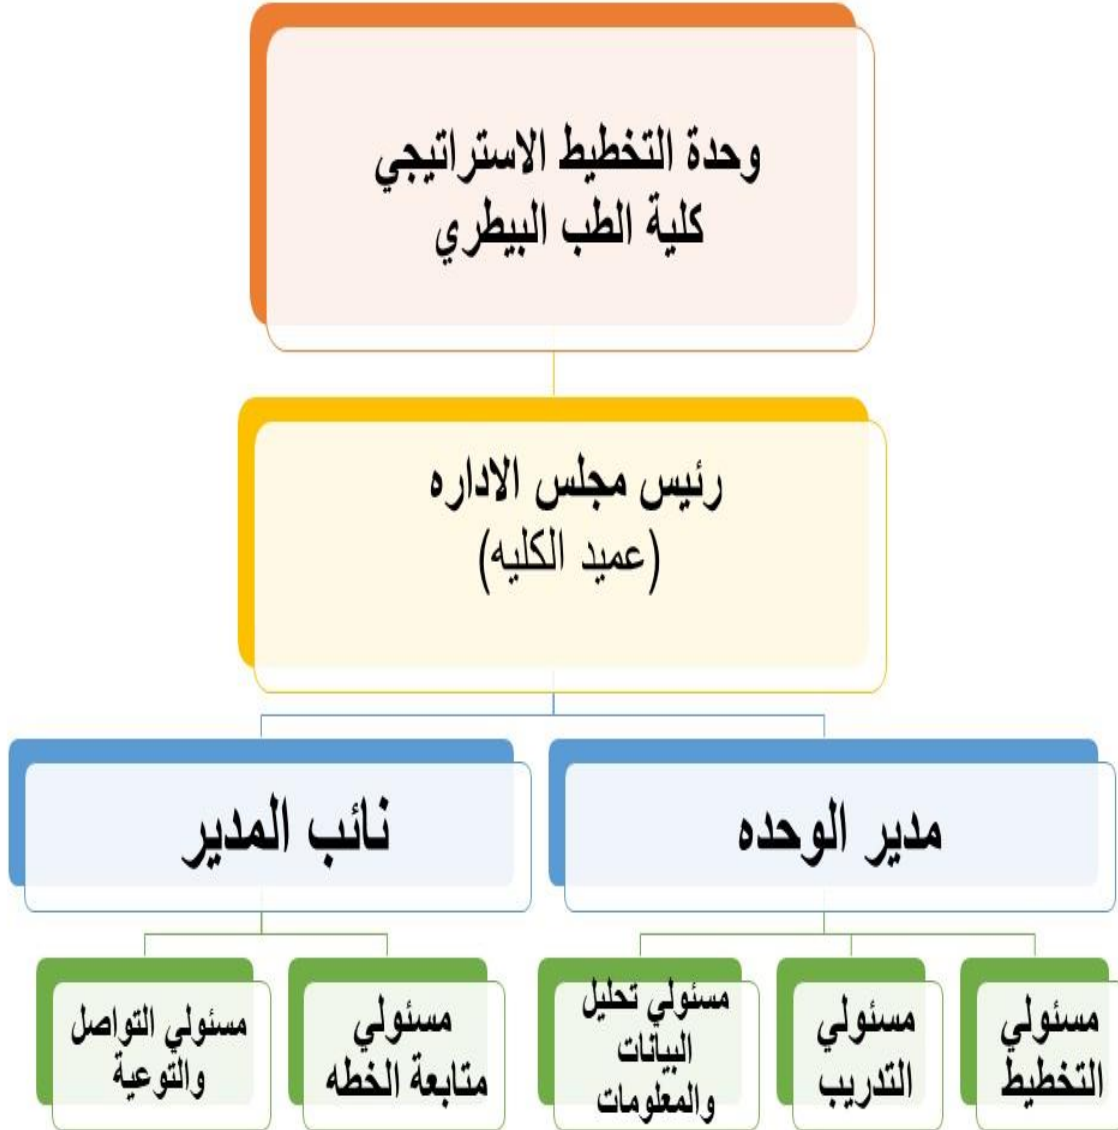 وحدة التخطيط الاستراتيجي
كلية الطب البيطري
رئيس مجلس الاداره
(عميد الكليه)
مدير الوحده
نائب المدير
مسئولي
التخطيط
مسئولي
التدريب
مسئولي تحليل
البيانات
والمعلومات
مسئولي
متابعة الخطه
مسئولي التواصل
والتوعية